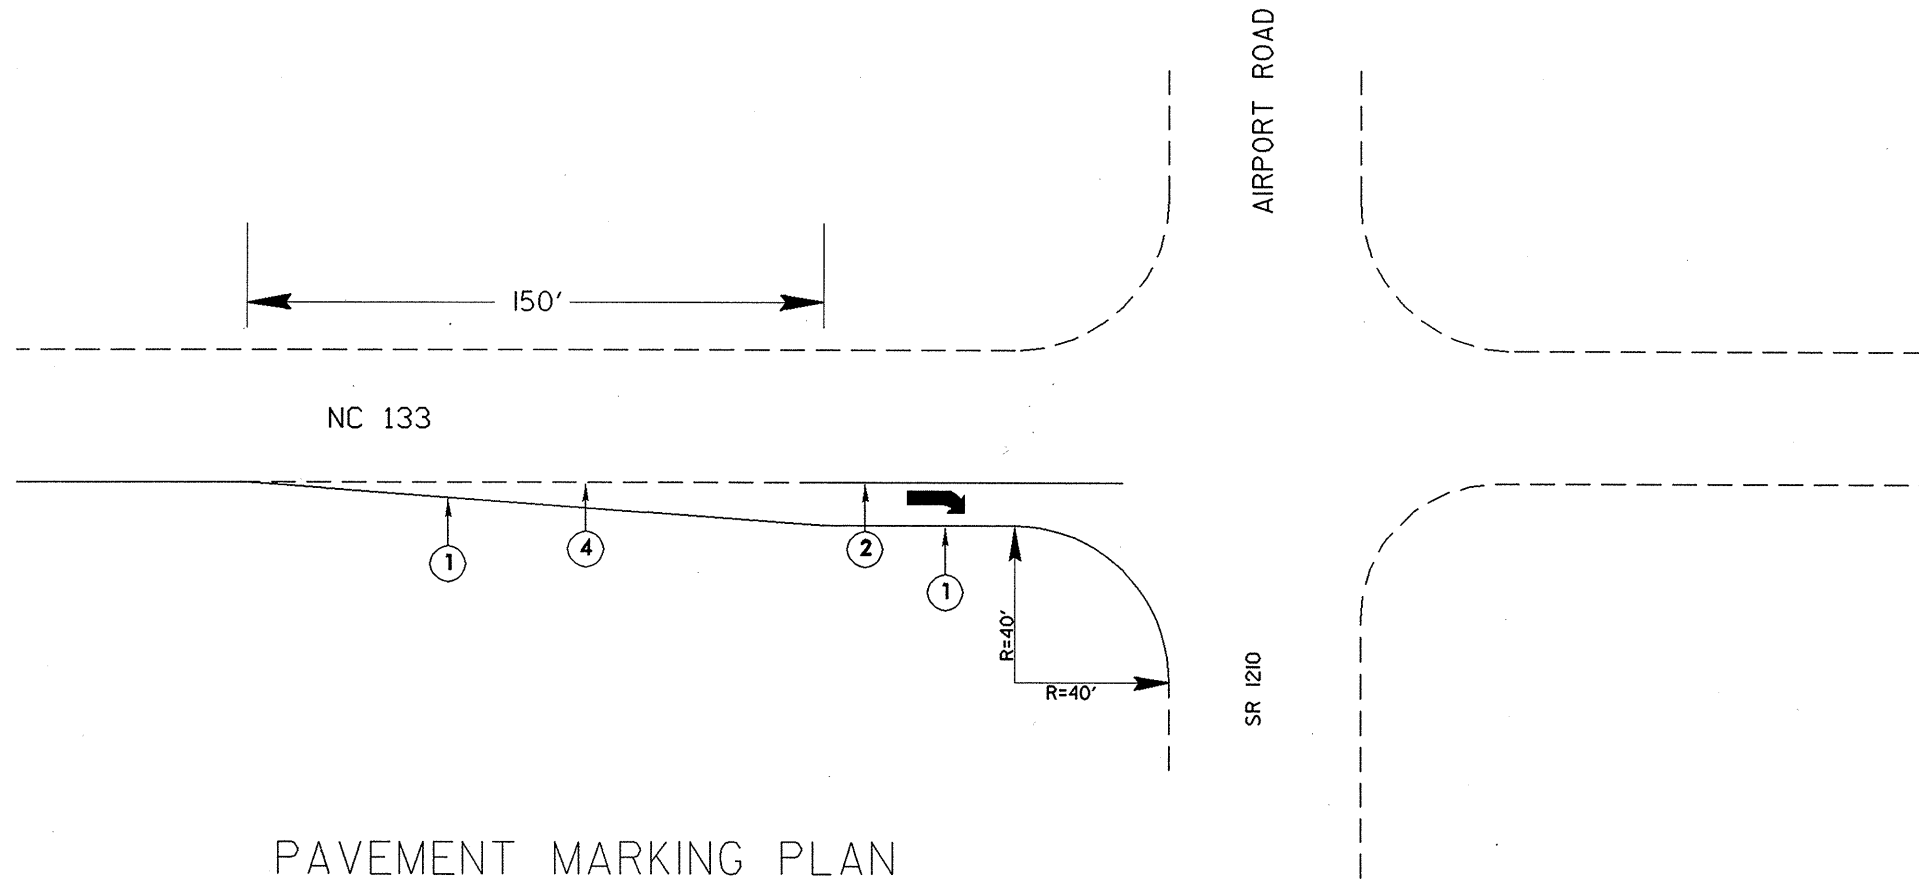 AIRPORT ROAD
150'
NC 133
1
4
2
1
R=40'
R=40'
SR 1210
PAVEMENT MARKING PLAN